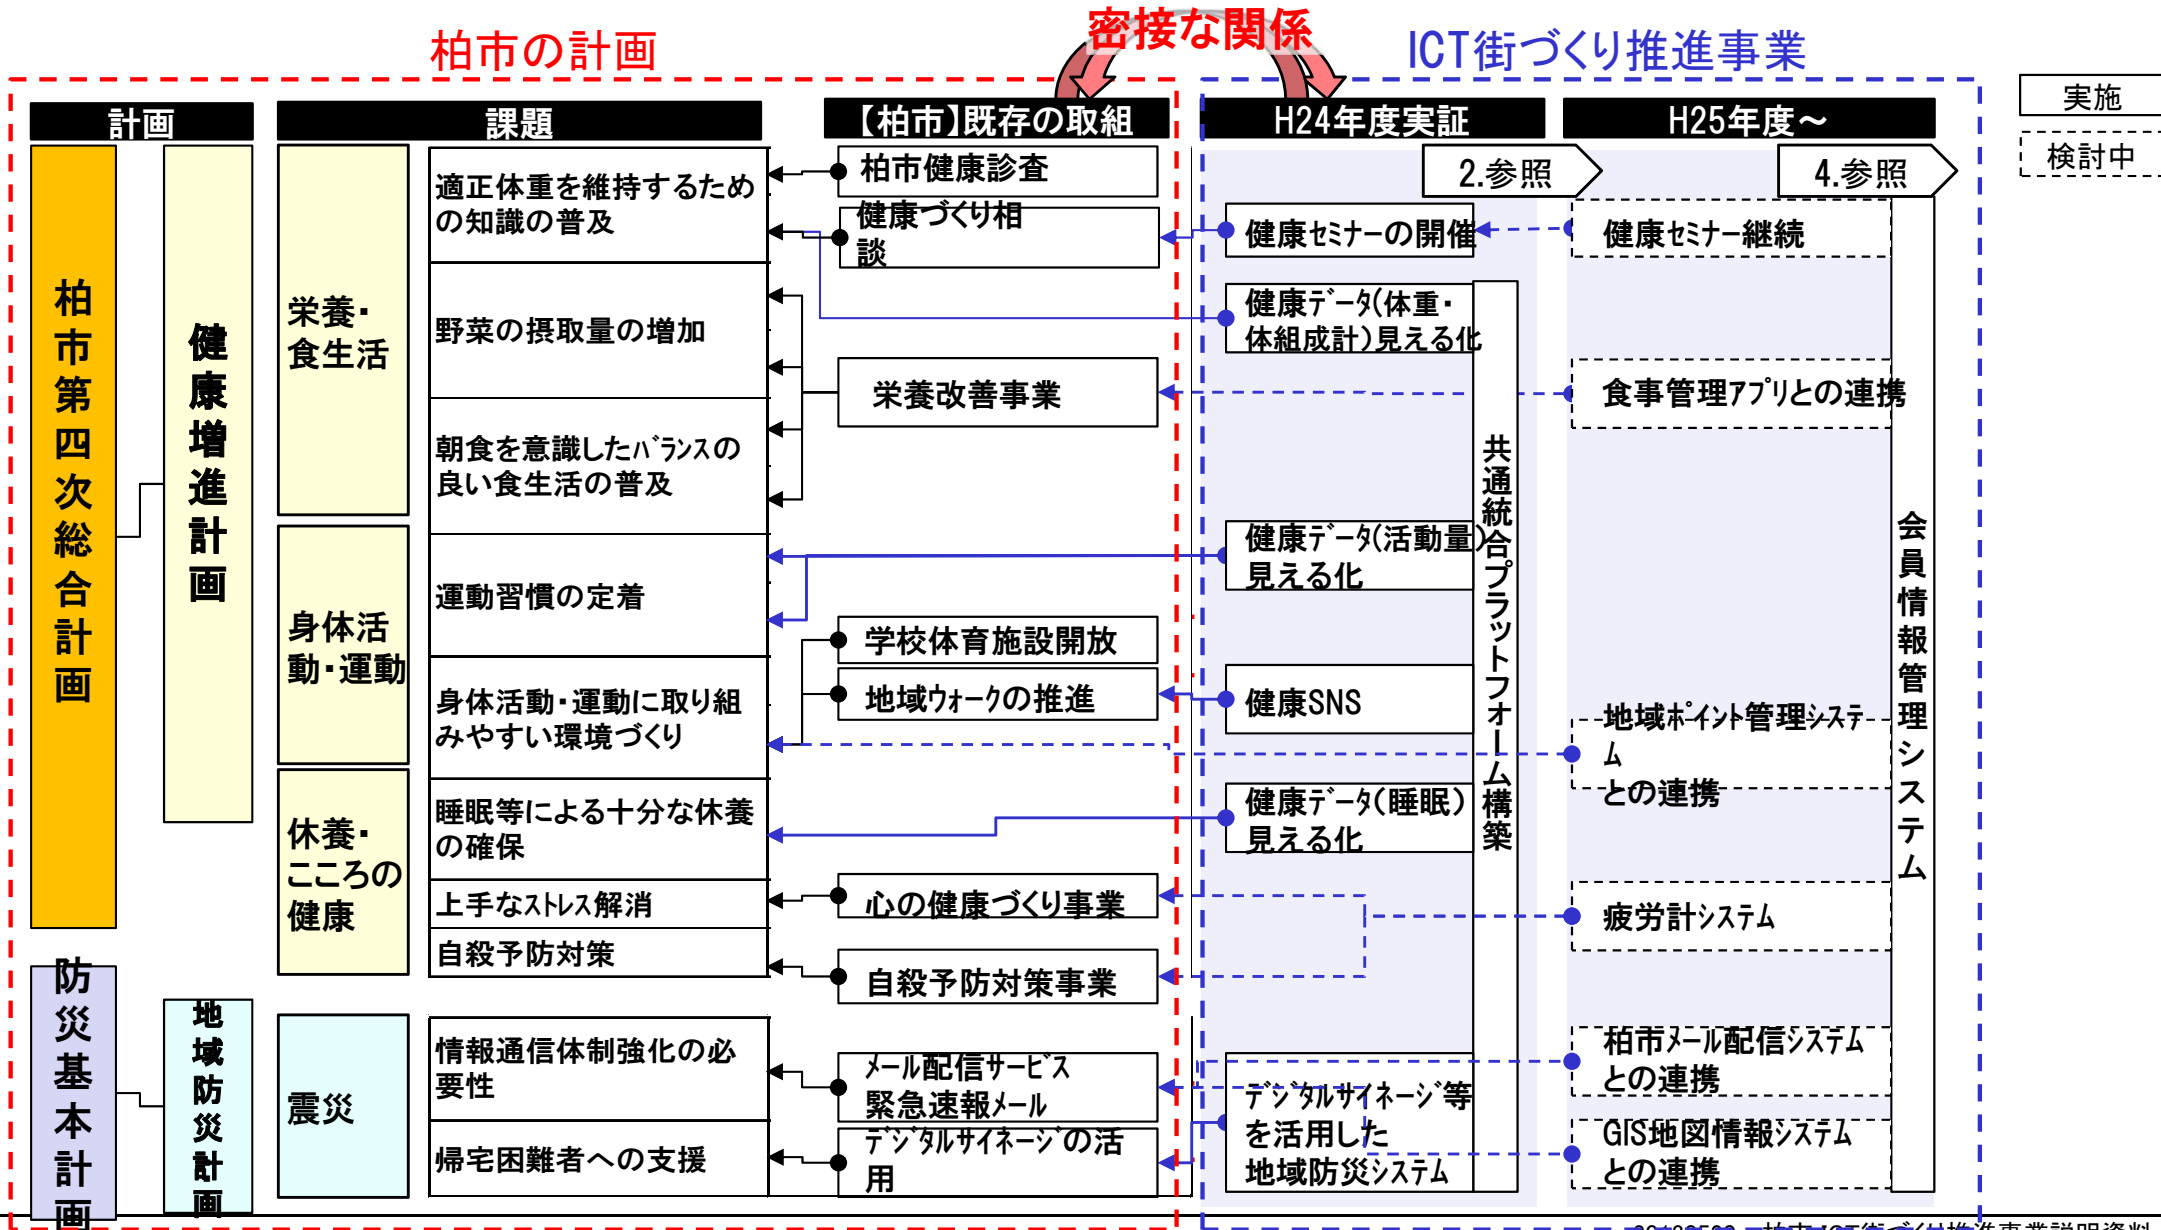 密接な関係
柏市の計画
ICT街づくり推進事業
計画
課題
【柏市】既存の取組
H24年度実証
H25年度～
実施
検討中
2.参照
4.参照
柏市第四次総合計画
健康増進計画
栄養・
食生活
適正体重を維持するため
の知識の普及
野菜の摂取量の増加
朝食を意識したﾊﾞﾗﾝｽの
良い食生活の普及
身体活
動・運動
運動習慣の定着
身体活動・運動に取り組
みやすい環境づくり
休養・
こころの
健康
睡眠等による十分な休養
の確保
上手なｽﾄﾚｽ解消
自殺予防対策
防災基本計画
地域防災計画
震災
情報通信体制強化の必
要性
帰宅困難者への支援
柏市健康診査
健康づくり相
談
栄養改善事業
学校体育施設開放
地域ｳｫｰｸの推進
心の健康づくり事業
自殺予防対策事業
ﾒｰﾙ配信ｻｰﾋﾞｽ
緊急速報ﾒｰﾙ
ﾃﾞｼﾞﾀﾙｻｲﾈｰｼﾞの活
用
健康ｾﾐﾅｰの開催
健康ﾃﾞｰﾀ(体重・
体組成計)見える化
健康ﾃﾞｰﾀ(活動量)
見える化
健康SNS
健康ﾃﾞｰﾀ(睡眠)
見える化
ﾃﾞｼﾞﾀﾙｻｲﾈｰｼﾞ等
を活用した
地域防災ｼｽﾃﾑ
共通統合プラットフォーム構築
健康ｾﾐﾅｰ継続
食事管理ｱﾌﾟﾘとの連携
地域ﾎﾟｲﾝﾄ管理ｼｽﾃ
ﾑ
との連携
疲労計ｼｽﾃﾑ
柏市ﾒｰﾙ配信ｼｽﾃﾑ
との連携
GIS地図情報ｼｽﾃﾑ
との連携
会員情報管理システム